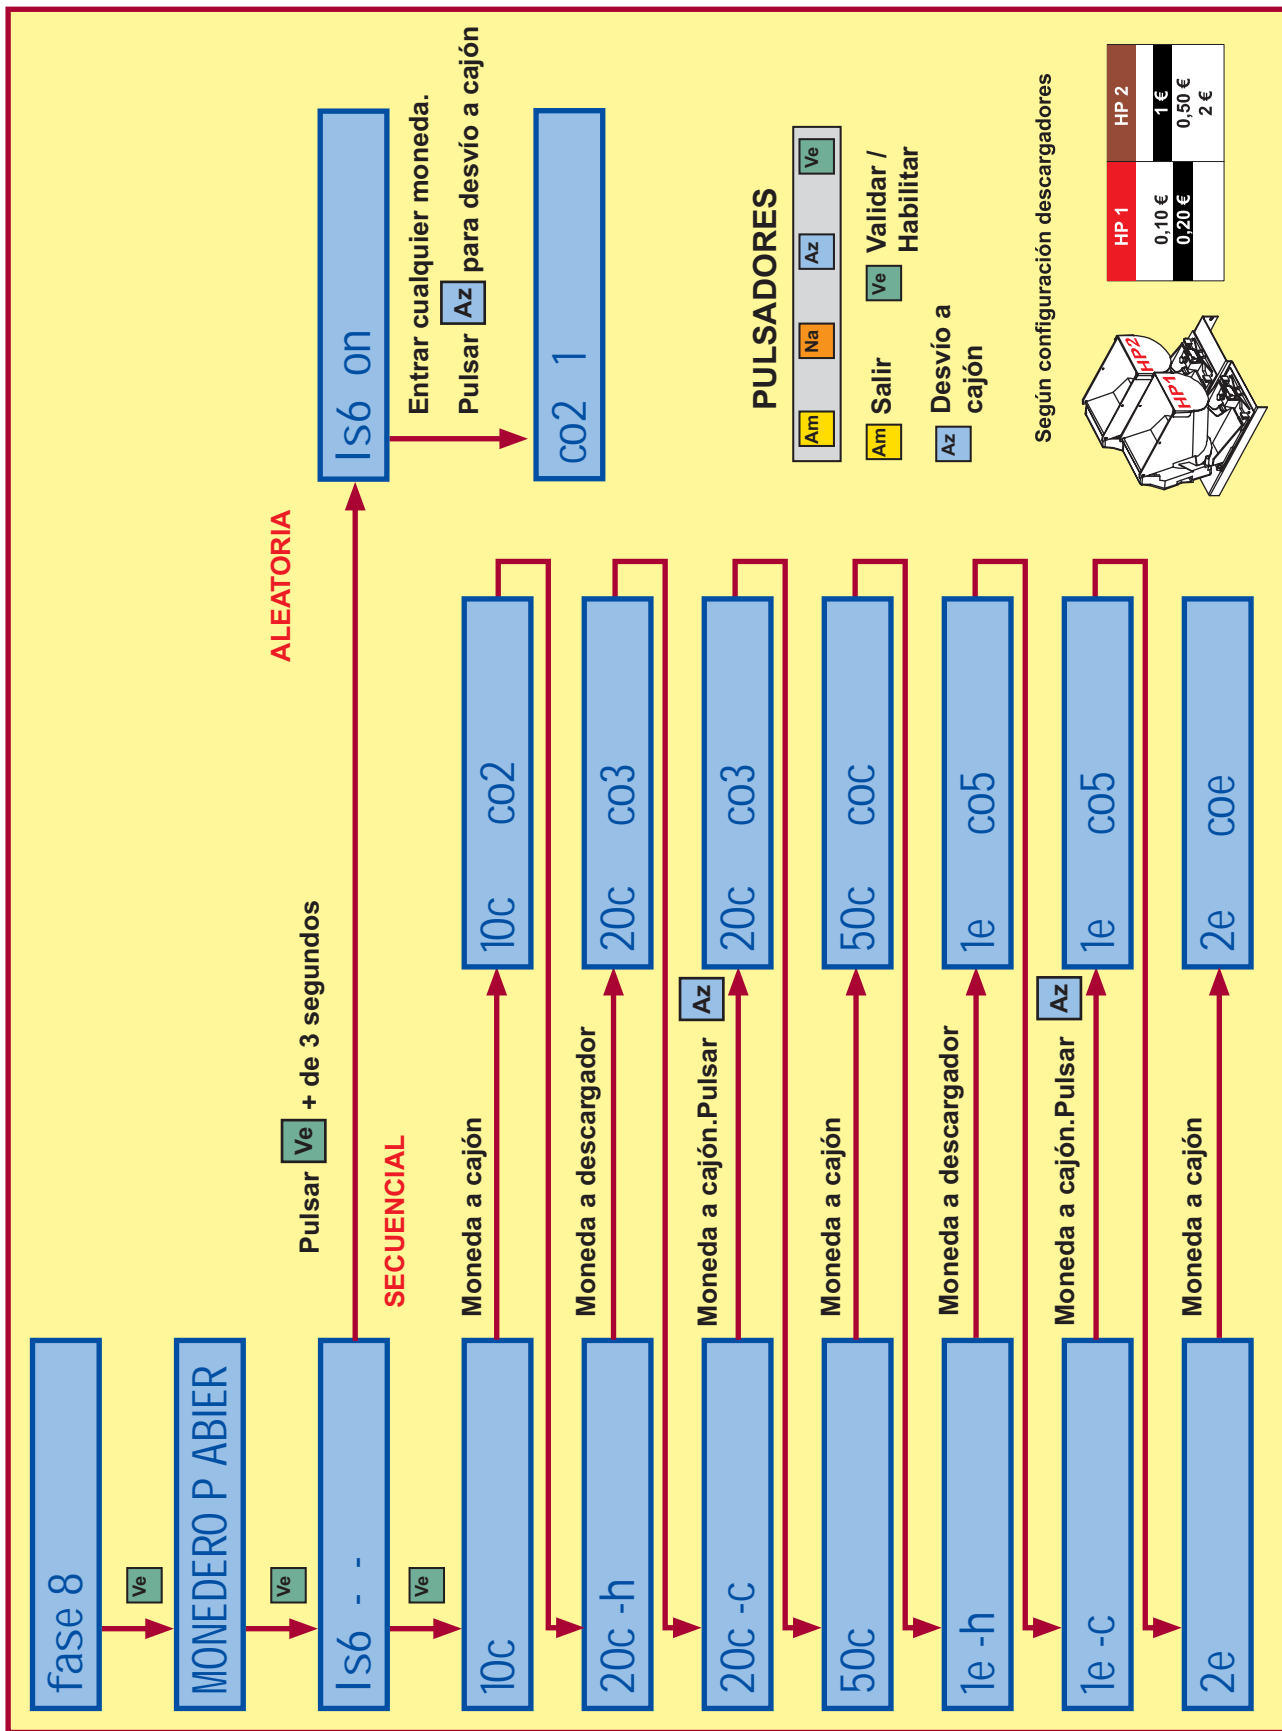 fase 8
Ve
MONEDERO P ABIER
Ve
Is6 - -
Ve
Pulsar Ve + de 3 segundos
ALEATORIA
Is6 on
Entrar cualquier moneda.
Pulsar Az para desvío a cajón
co2 1
SECUENCIAL
10c
Moneda a cajón
10c co2
20c -h
Moneda a descargador
20c co3
20c -c
Moneda a cajón.Pulsar Az
20c co3
50c
Moneda a cajón
50c coc
1e -h
Moneda a descargador
1e co5
1e -c
Moneda a cajón.Pulsar Az
1e co5
2e
Moneda a cajón
2e coe
PULSADORES
Am Na Az Ve
Am Salir
Ve Validar /
Habilitar
Az Desvío a
cajón
Según configuración descargadores
HP1 HP2
HP 1 HP 2
0,10 € 1 €
0,20 € 0,50 €
2 €